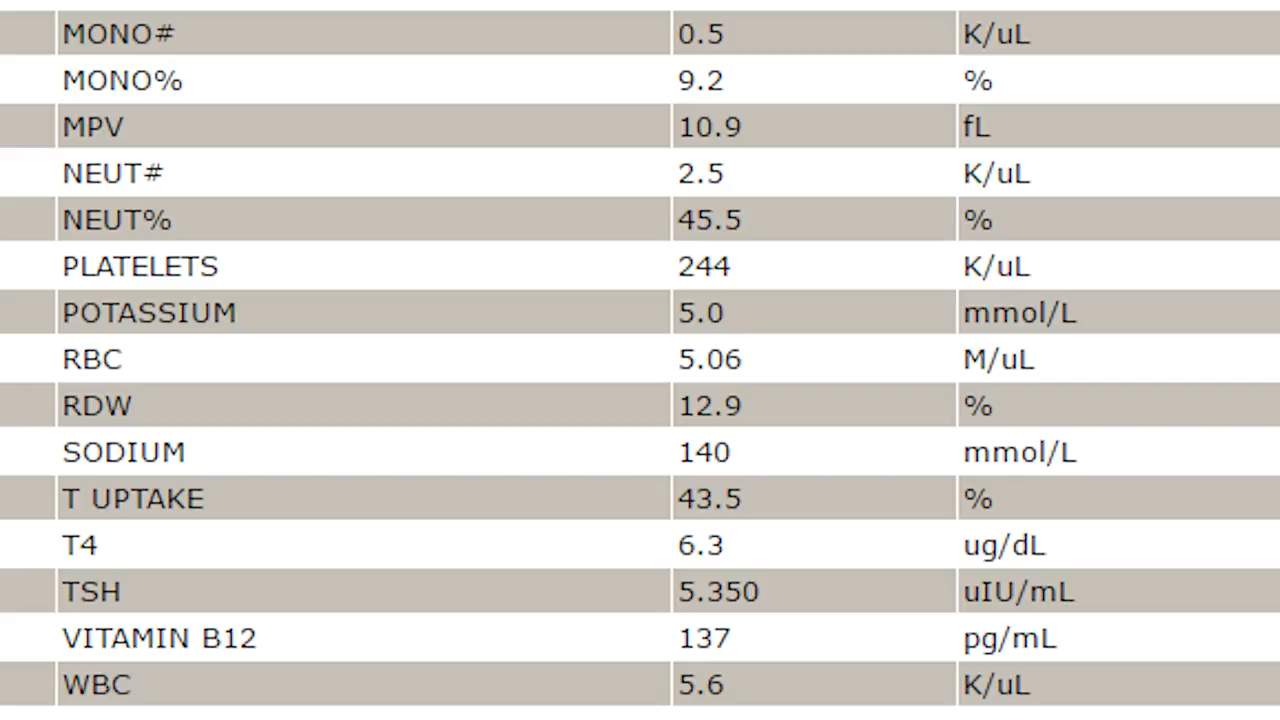 MONO# 0.5 K/uL
MONO% 9.2 %
MPV 10.9 fL
NEUT# 2.5 K/uL
NEUT% 45.5 %
PLATELETS 244 K/uL
POTASSIUM 5.0 mmol/L
RBC 5.06 M/uL
RDW 12.9 %
SODIUM 140 mmol/L
T UPTAKE 43.5 %
T4 6.3 ug/dL
TSH 5.350 uIU/mL
VITAMIN B12 137 pg/mL
WBC 5.6 K/uL